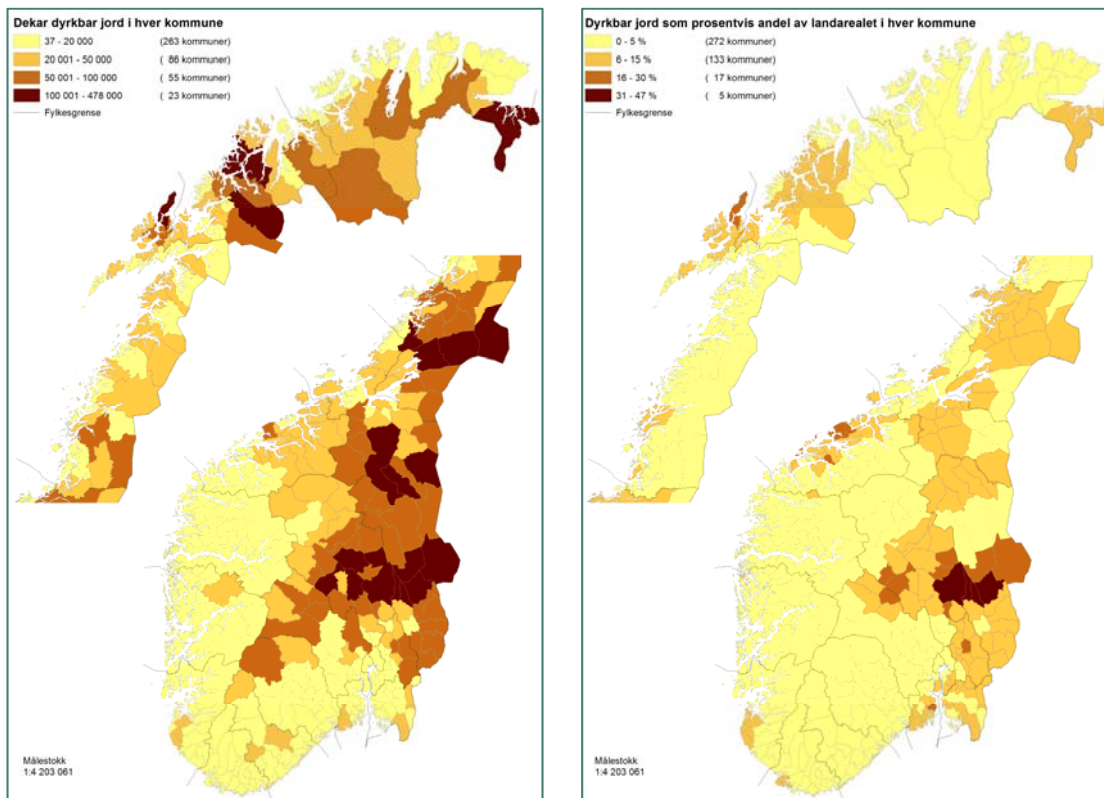 Dekar dyrkbar jord i hver kommune
37 - 20 000 (263 kommuner)
20 001 - 50 000 ( 86 kommuner)
50 001 - 100 000 ( 55 kommuner)
100 001 - 478 000 ( 23 kommuner)
Fylkesgrense
Målestokk
1:4 203 061
Dyrkbar jord som prosentvis andel av landarealet i hver kommune
0 - 5 % (272 kommuner)
6 - 15 % (133 kommuner)
16 - 30 % ( 17 kommuner)
31 - 47 % ( 5 kommuner)
Fylkesgrense
Målestokk
1:4 203 061